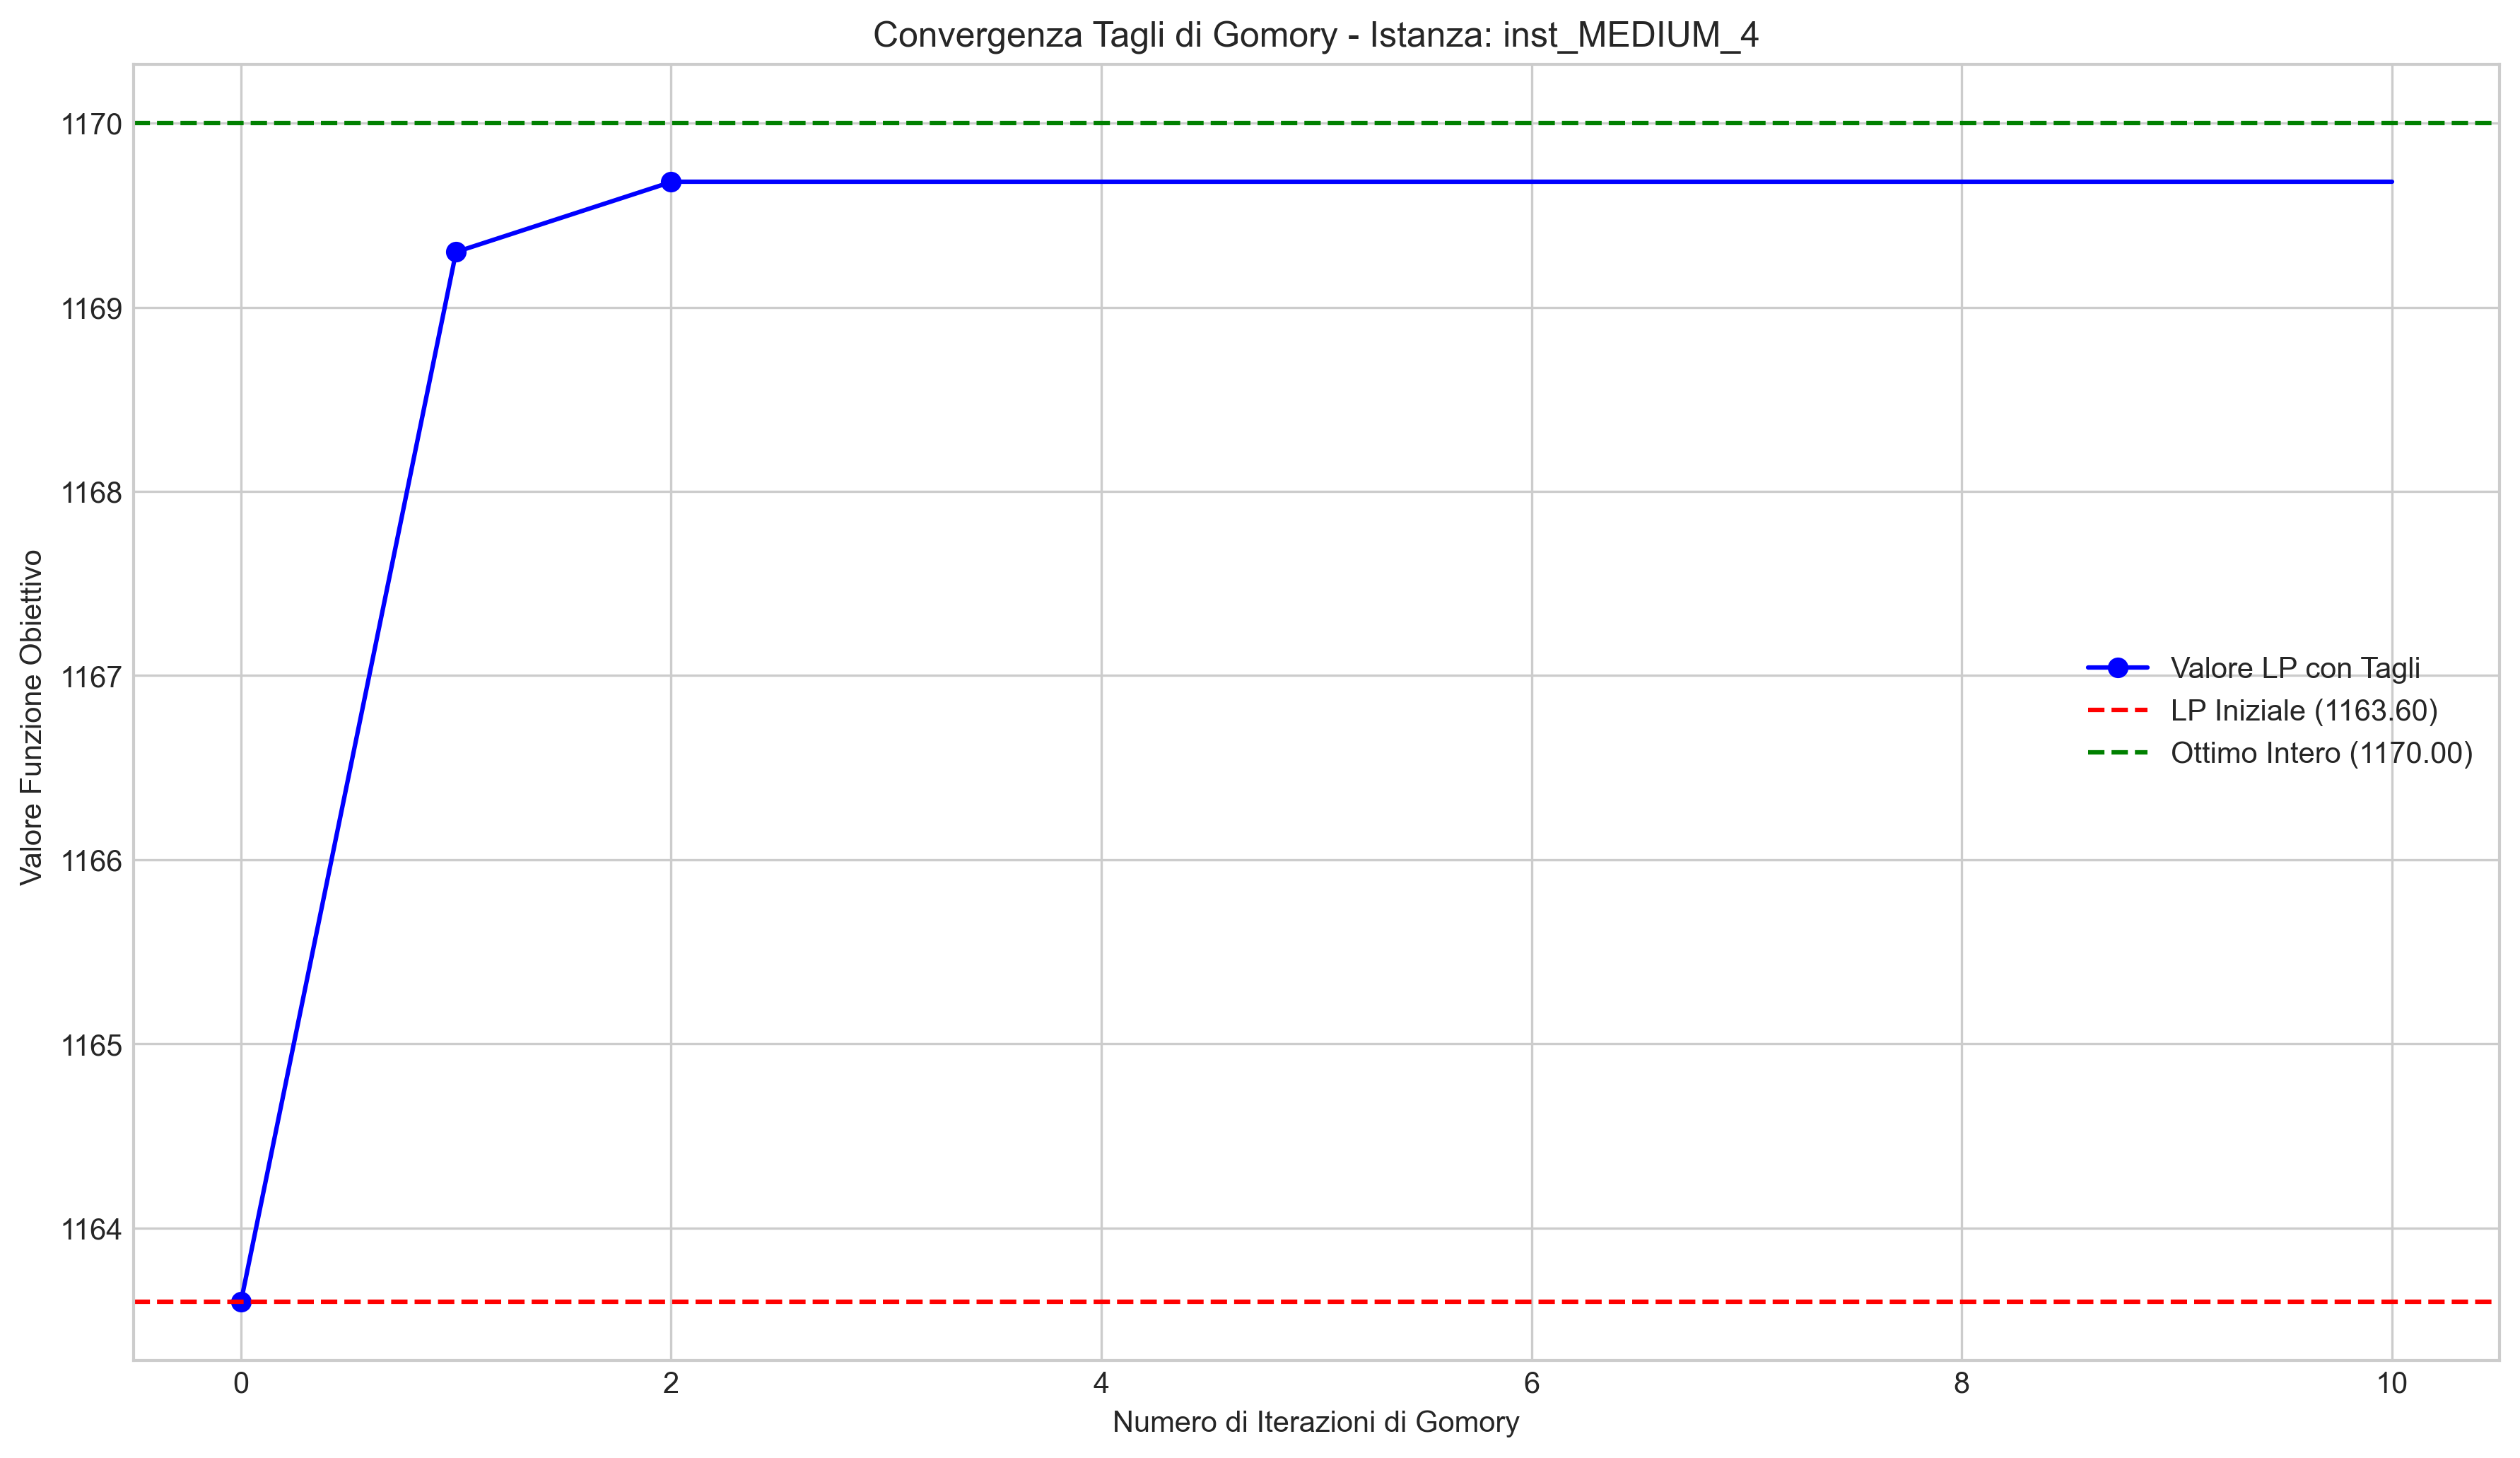 Convergenza Tagli di Gomory - Istanza: inst_MEDIUM_4
Valore Funzione Obiettivo
1170
1169
1168
1167
1166
1165
1164
Valore LP con Tagli
LP Iniziale (1163.60)
Ottimo Intero (1170.00)
0 2 4 6 8 10
Numero di Iterazioni di Gomory